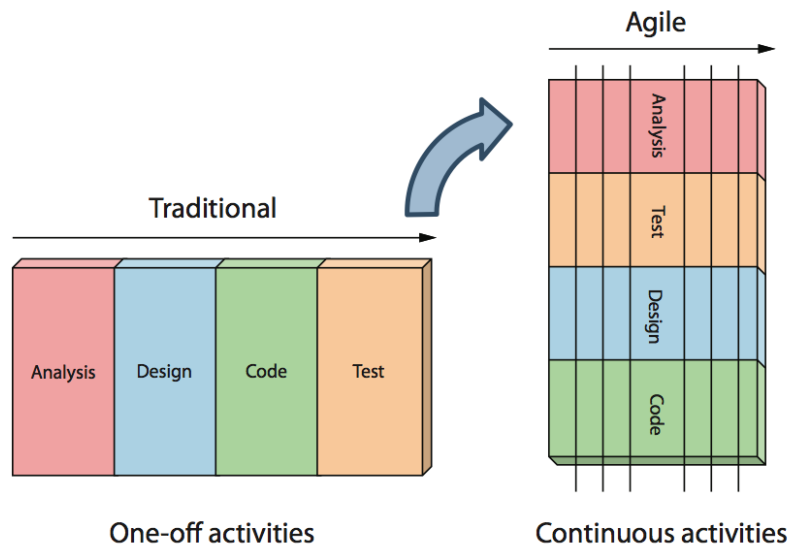 Traditional
Analysis
Design
Code
Test
One-off activities
Agile
Analysis
Test
Design
Code
Continuous activities